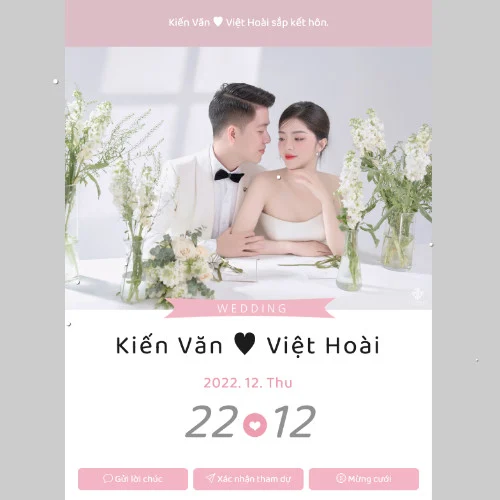 Kiến Văn ♥ Việt Hoài sắp kết hôn.
WEDDING
Kiến Văn ♥ Việt Hoài
2022. 12. Thu
22 12
Gửi lời chúc
Xác nhận tham dự
Mừng cưới